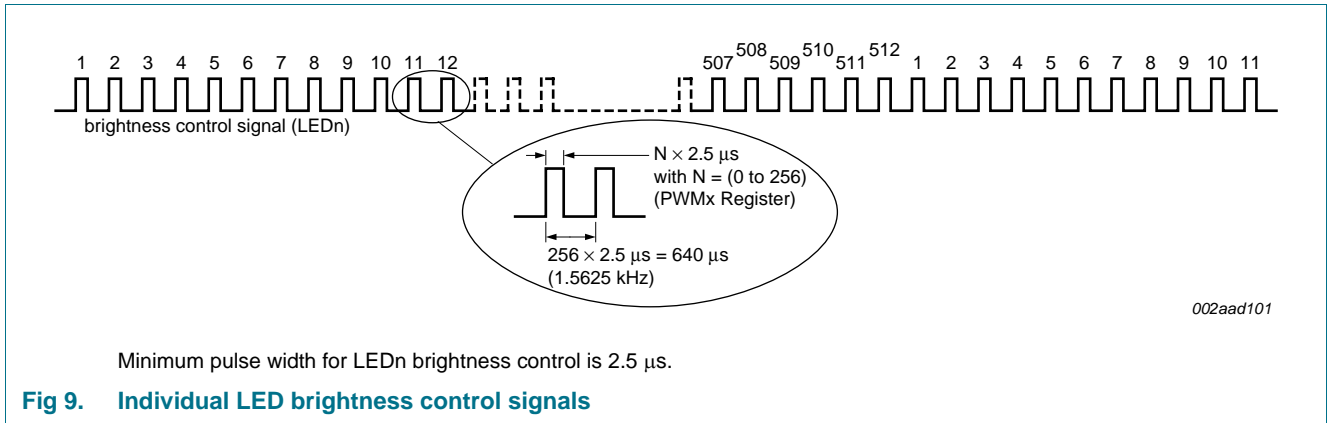 1 2 3 4 5 6 7 8 9 10 11 12 507 508 509 510 511 512 1 2 3 4 5 6 7 8 9 10 11
brightness control signal (LEDn)
N × 2.5 μs
with N = (0 to 256)
(PWMx Register)
256 × 2.5 μs = 640 μs
(1.5625 kHz)
002aad101
Minimum pulse width for LEDn brightness control is 2.5 μs.
Fig 9. Individual LED brightness control signals